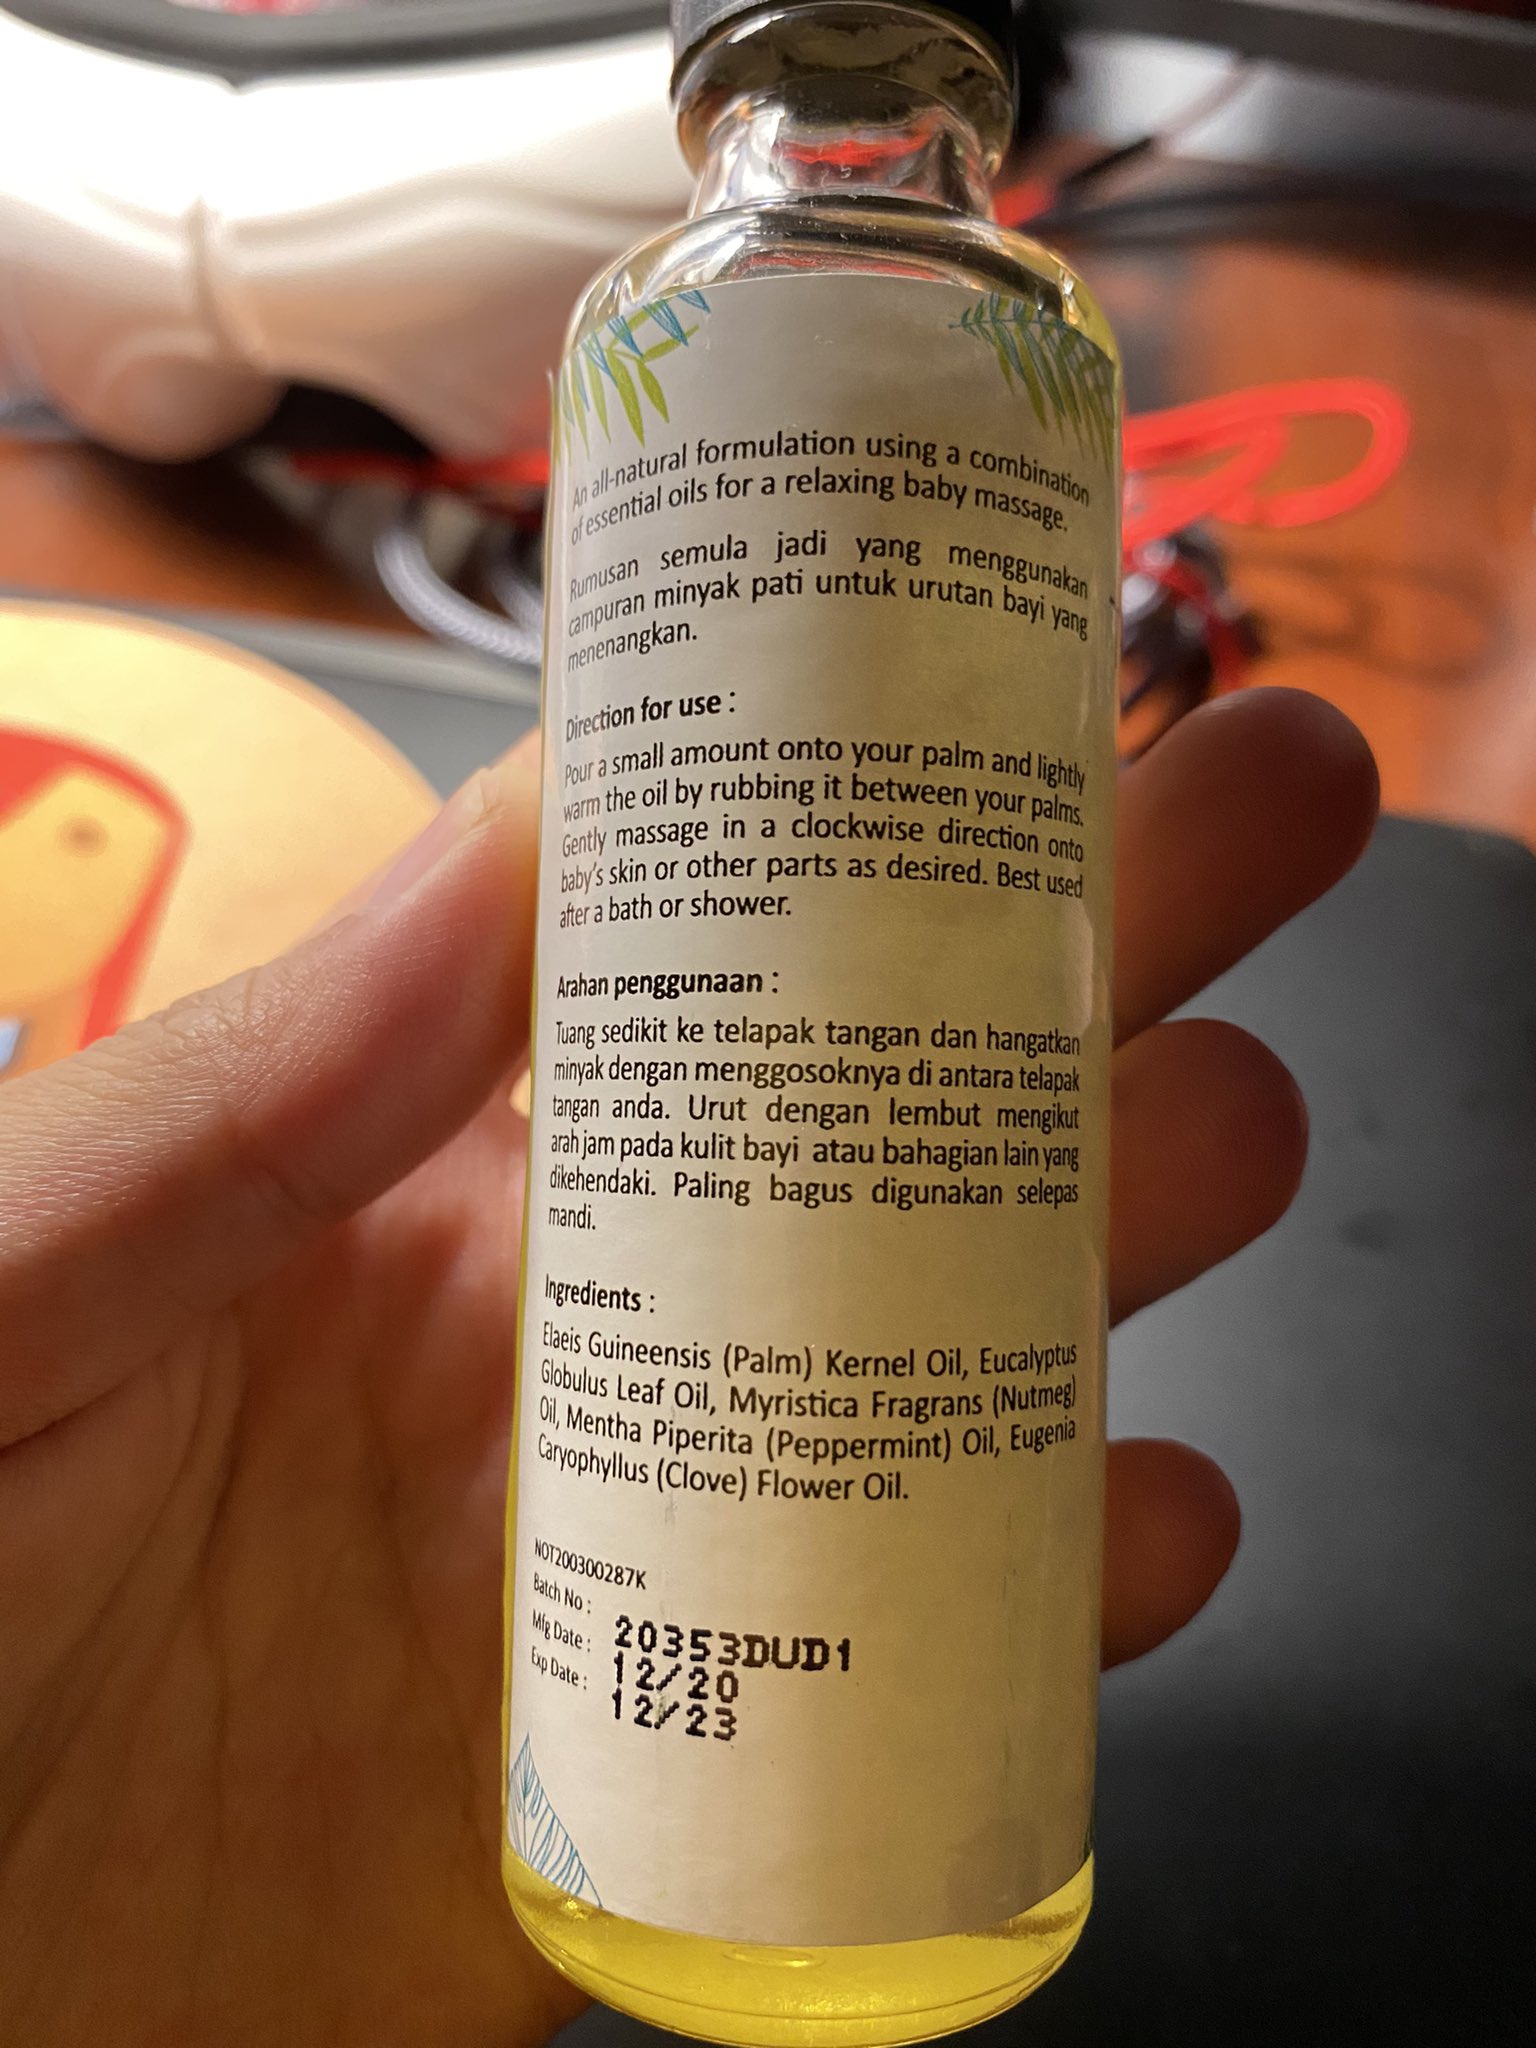 An all-natural formulation using a combination
of essential oils for a relaxing baby massage.
Rumusan semula jadi yang menggunakan
campuran minyak pati untuk urutan bayi yang
menenangkan.
Direction for use :
Pour a small amount onto your palm and lightly
warm the oil by rubbing it between your palms.
Gently massage in a clockwise direction onto
baby's skin or other parts as desired. Best used
after a bath or shower.
Arahan penggunaan :
Tuang sedikit ke telapak tangan dan hangatkan
minyak dengan menggosoknya di antara telapak
tangan anda. Urut dengan lembut mengikut
arah jam pada kulit bayi atau bahagian lain yang
dikehendaki. Paling bagus digunakan selepas
mandi.
Ingredients :
Elaeis Guineensis (Palm) Kernel Oil, Eucalyptus
Globulus Leaf Oil, Myristica Fragrans (Nutmeg)
Oil, Mentha Piperita (Peppermint) Oil, Eugenia
Caryophyllus (Clove) Flower Oil.
NOT200300287K
Batch No : 20353DUD1
Mfg Date : 12/20
Exp Date : 12/23